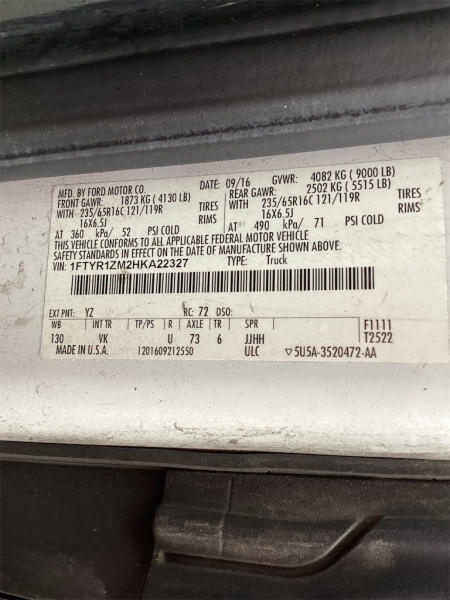 MFD. BY FORD MOTOR CO. DATE: 09/16 GVWR: 4082 KG ( 9000 LB)
FRONT GAWR: 1873 KG ( 4130 LB) REAR GAWR: 2502 KG ( 5515 LB)
WITH 235/65R16C 121/119R TIRES WITH 235/65R16C 121/119R TIRES
16X6.5J RIMS 16X6.5J RIMS
AT 360 KPA/ 52 PSI COLD AT 490 KPA/ 71 PSI COLD
THIS VEHICLE CONFORMS TO ALL APPLICABLE FEDERAL MOTOR VEHICLE
SAFETY STANDARDS IN EFFECT ON THE DATE OF MANUFACTURE SHOWN ABOVE.
VIN: 1FTYR1ZM2HKA22327 TYPE: Truck
EXT PNT: YZ RC: 72 DSO:
WB INT TR TP/PS R AXLE TR SPR F1111
130 VK U 73 6 JJHH T2522
MADE IN U.S.A. 1201609212550 ULC ▽5U5A-3520472-AA